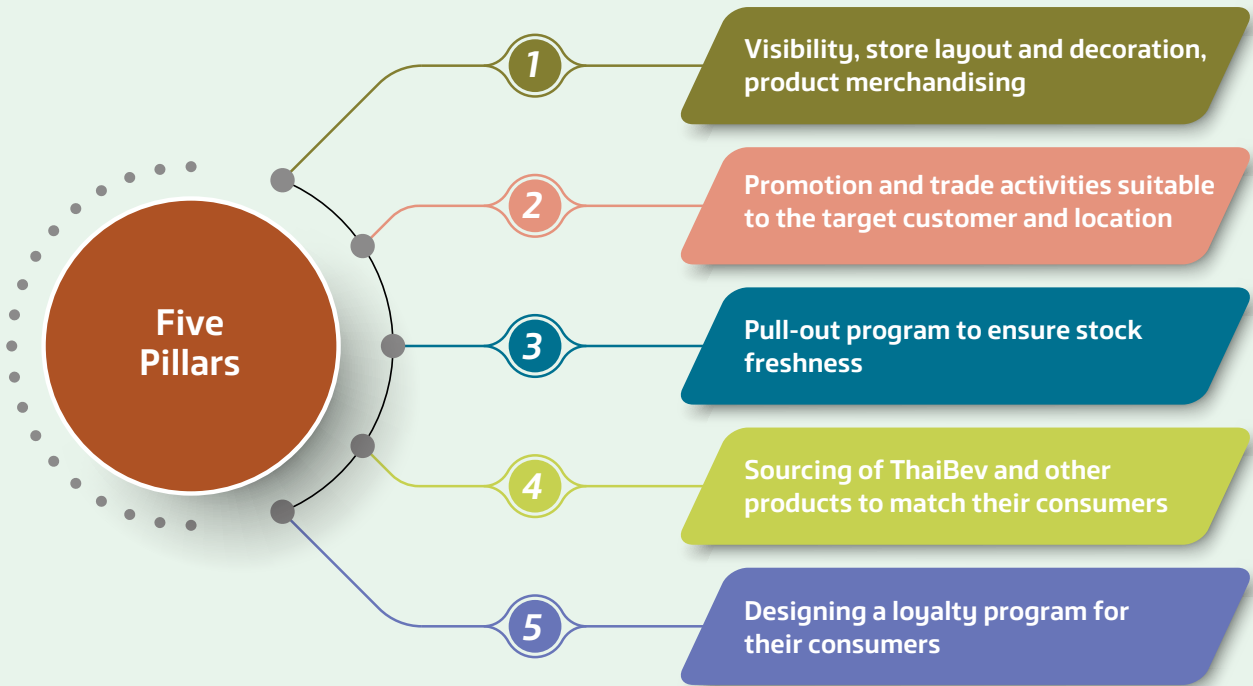 Five
Pillars
1
Visibility, store layout and decoration,
product merchandising
2
Promotion and trade activities suitable
to the target customer and location
3
Pull-out program to ensure stock
freshness
4
Sourcing of ThaiBev and other
products to match their consumers
5
Designing a loyalty program for
their consumers